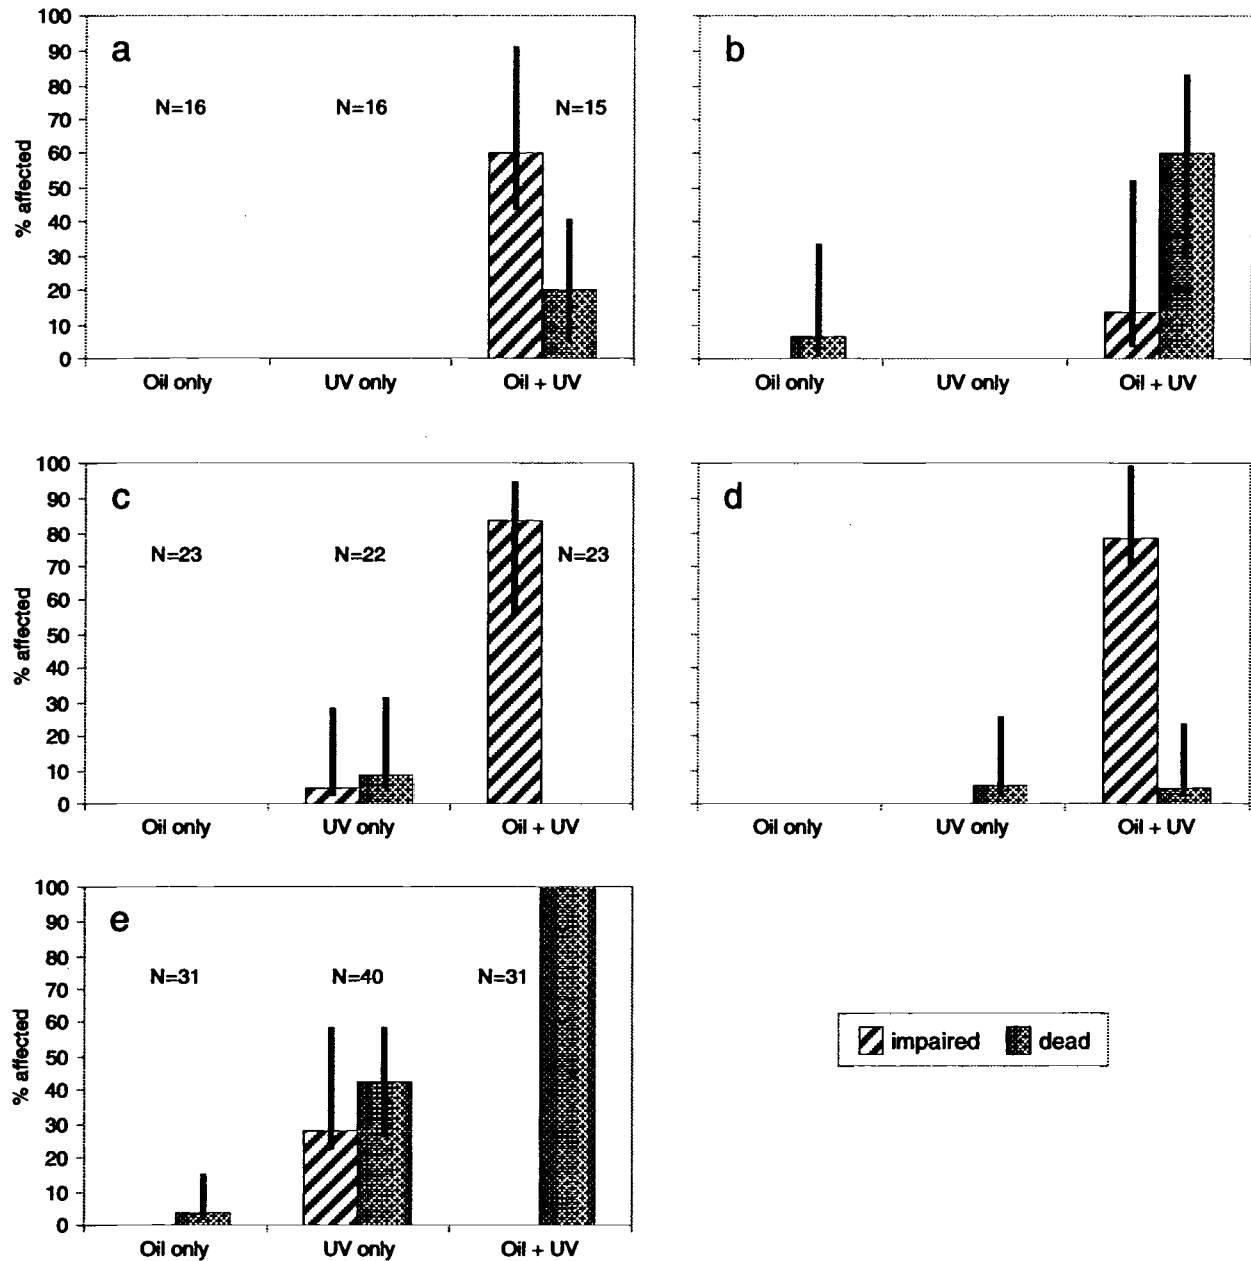 a
100
90
80
70
60
50
40
30
20
10
0
% affected
N=16
N=16
N=15
Oil only
UV only
Oil + UV
b
Oil only
UV only
Oil + UV
c
100
90
80
70
60
50
40
30
20
10
0
% affected
N=23
N=22
N=23
Oil only
UV only
Oil + UV
d
Oil only
UV only
Oil + UV
e
100
90
80
70
60
50
40
30
20
10
0
% affected
N=31
N=40
N=31
Oil only
UV only
Oil + UV
impaired
dead